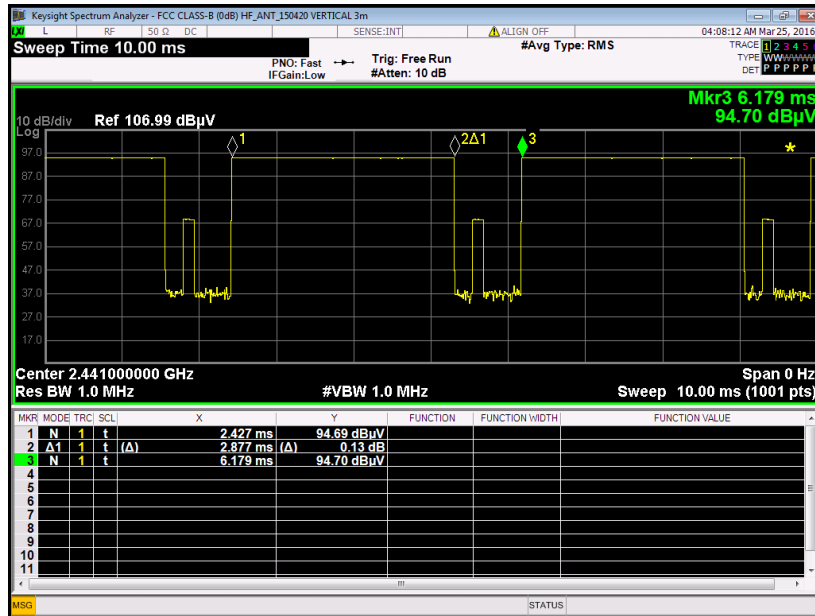 Keysight Spectrum Analyzer - FCC CLASS-B (0dB) HF_ANT_150420 VERTICAL 3m
LXI L RF 50 Ω DC SENSE:INT ALIGN OFF 04:08:12 AM Mar 25, 2016
Sweep Time 10.00 ms #Avg Type: RMS TRACE 1 2 3 4 5
PNO: Fast Trig: Free Run TYPE
IFGain:Low #Atten: 10 dB DET P P P P P
Mkr3 6.179 ms
94.70 dBµV
10 dB/div Ref 106.99 dBµV
Log
97.0
87.0
77.0
67.0
57.0
47.0
37.0
27.0
17.0
1
2Δ1
3
*
Center 2.441000000 GHz Span 0 Hz
Res BW 1.0 MHz #VBW 1.0 MHz Sweep 10.00 ms (1001 pts)
MKR MODE TRC SCL X Y FUNCTION FUNCTION WIDTH FUNCTION VALUE
1 N 1 t 2.427 ms 94.69 dBµV
2 Δ1 1 t (Δ) 2.877 ms (Δ) 0.13 dB
3 N 1 t 6.179 ms 94.70 dBµV
4
5
6
7
8
9
10
11
MSG STATUS